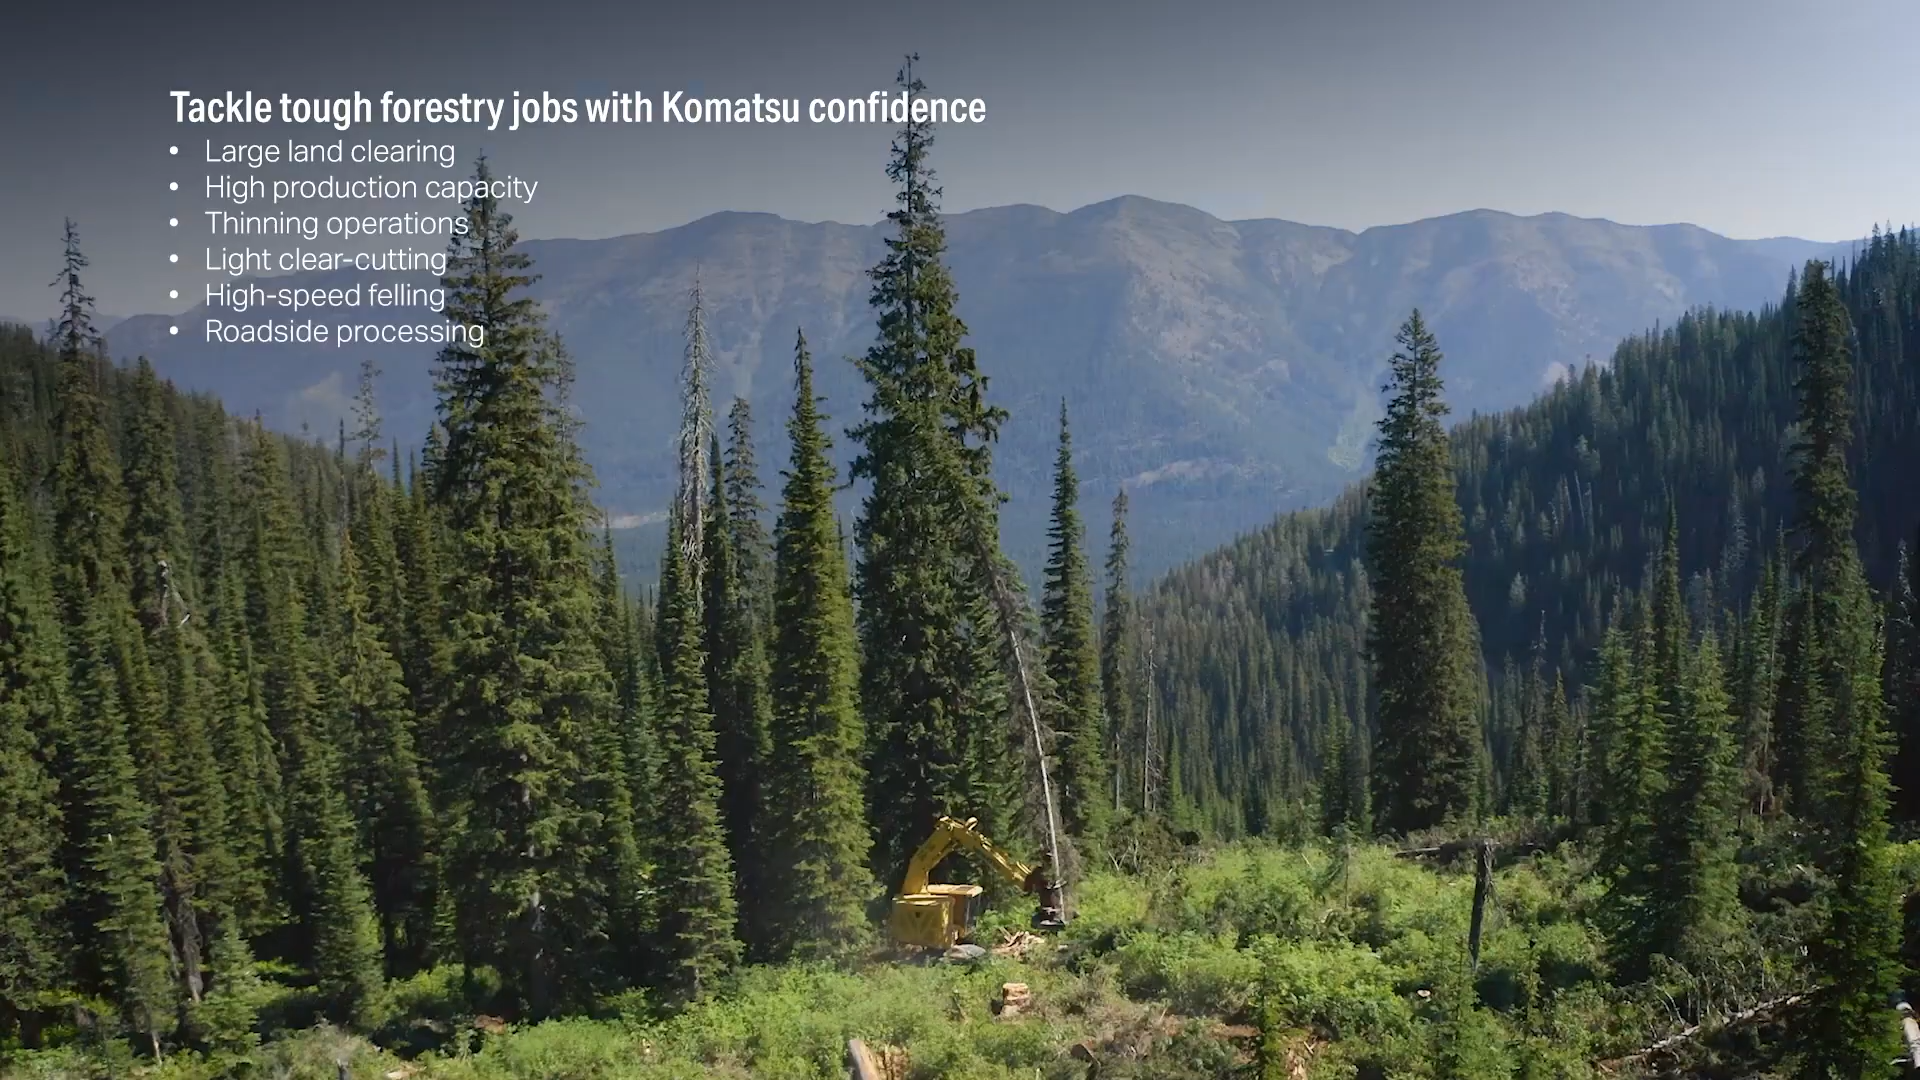 Tackle tough forestry jobs with Komatsu confidence
• Large land clearing
• High production capacity
• Thinning operations
• Light clear-cutting
• High-speed felling
• Roadside processing